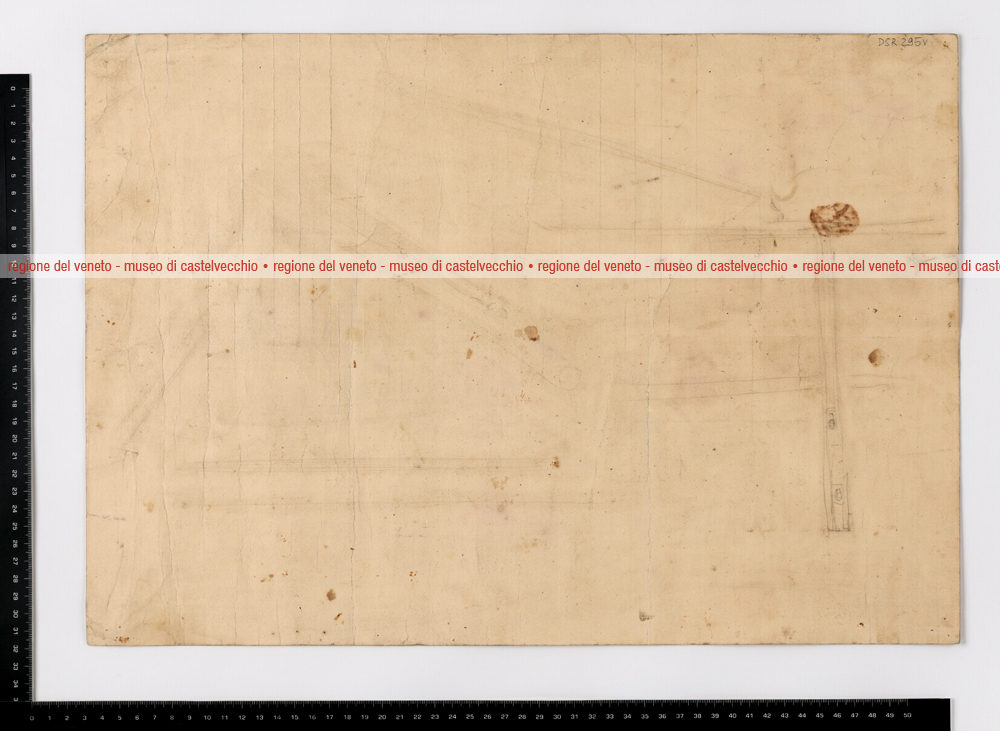 DSR 295v
regione del veneto - museo di castelvecchio • regione del veneto - museo di castelvecchio • regione del veneto - museo di castelvecchio • regione del veneto - museo di cast
0 1 2 3 4 5 6 7 8 9 11 12 13 14 15 16 17 18 19 20 21 22 23 24 25 26 27 28 29 30 31 32 33 34
0 1 2 3 4 5 6 7 8 9 10 11 12 13 14 15 16 17 18 19 20 21 22 23 24 25 26 27 28 29 30 31 32 33 34 35 36 37 38 39 40 41 42 43 44 45 46 47 48 49 50